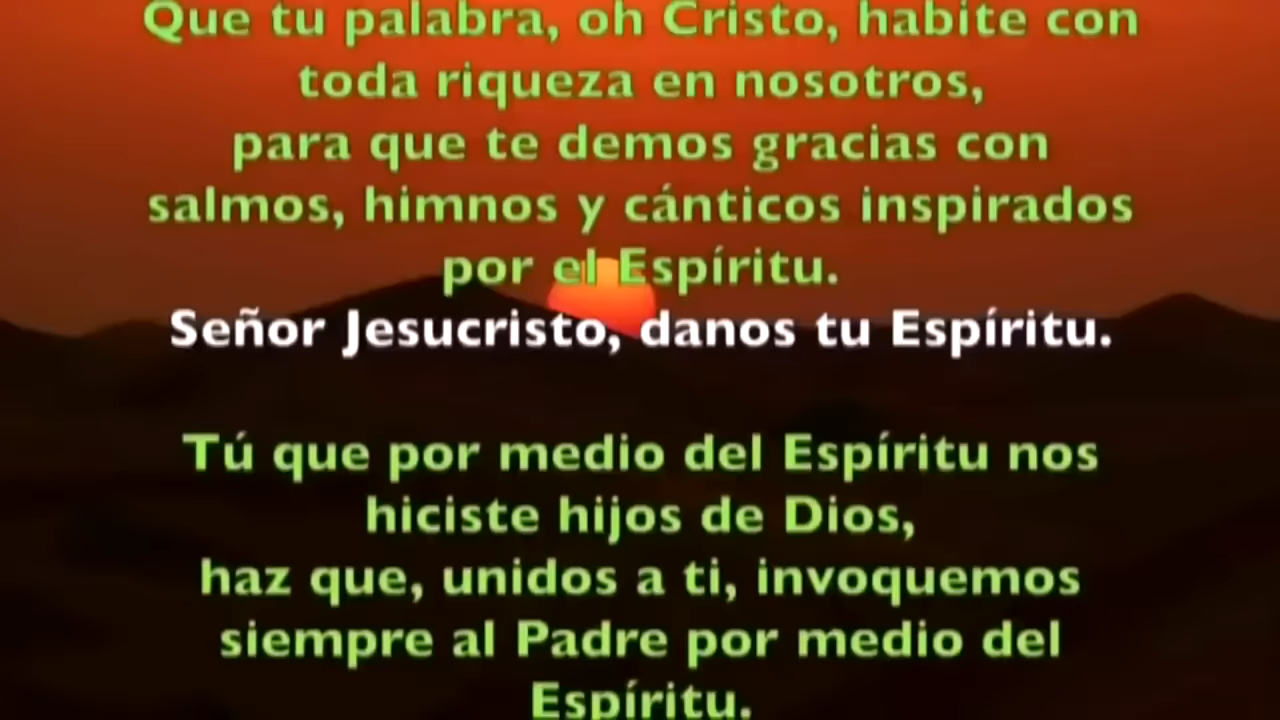 Que tu palabra, oh Cristo, habite con
toda riqueza en nosotros,
para que te demos gracias con
salmos, himnos y cánticos inspirados
por el Espíritu.
Señor Jesucristo, danos tu Espíritu.
Tú que por medio del Espíritu nos
hiciste hijos de Dios,
haz que, unidos a ti, invoquemos
siempre al Padre por medio del
Espíritu.